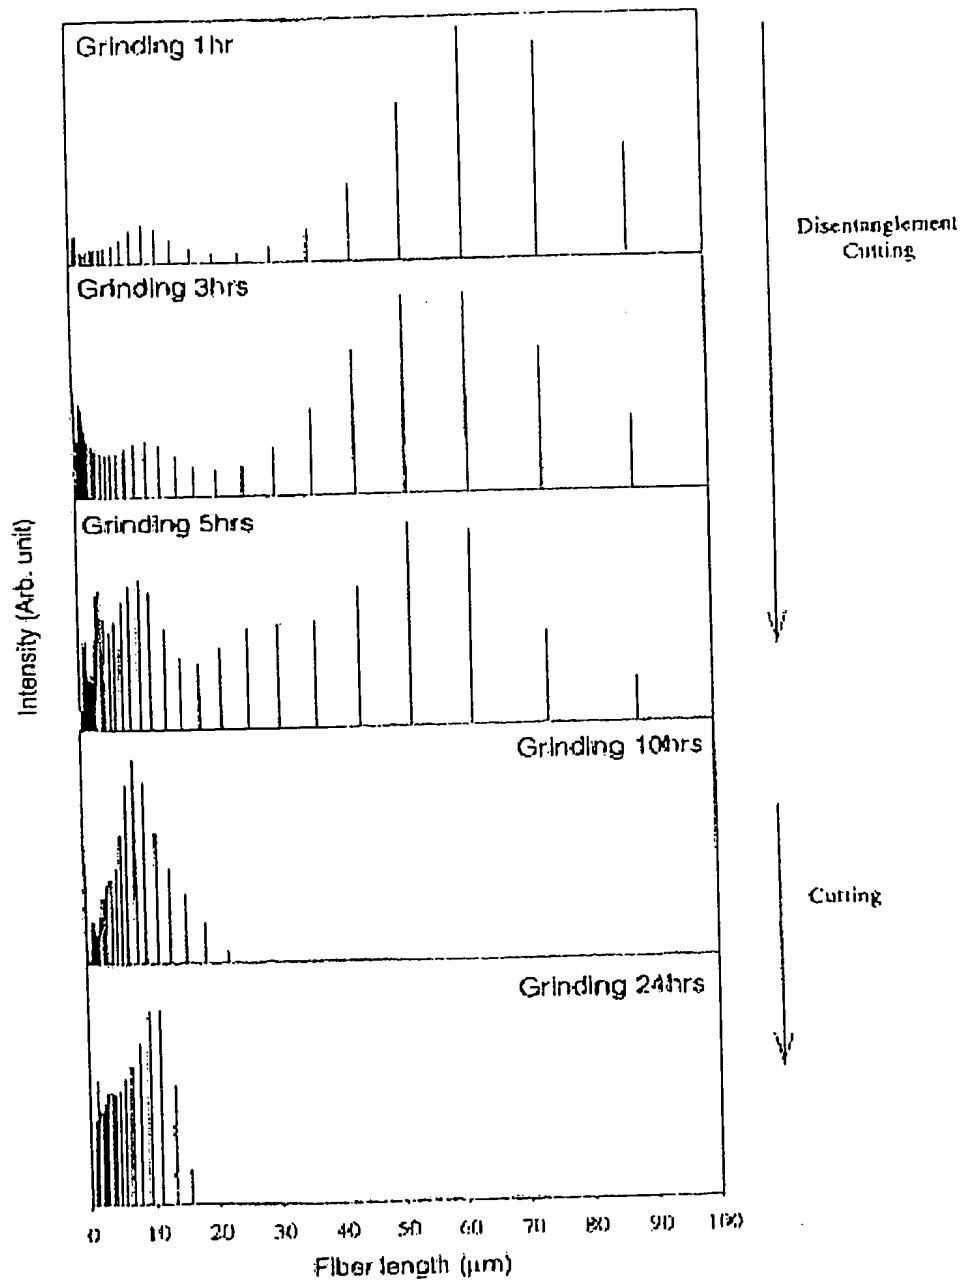 Grinding 1hr
Disentanglement
Cutting
Grinding 3hrs
Grinding 5hrs
Intensity (Arb. unit)
Grinding 10hrs
Cutting
Grinding 24hrs
0 10 20 30 40 50 60 70 80 90 100
Fiber length (μm)